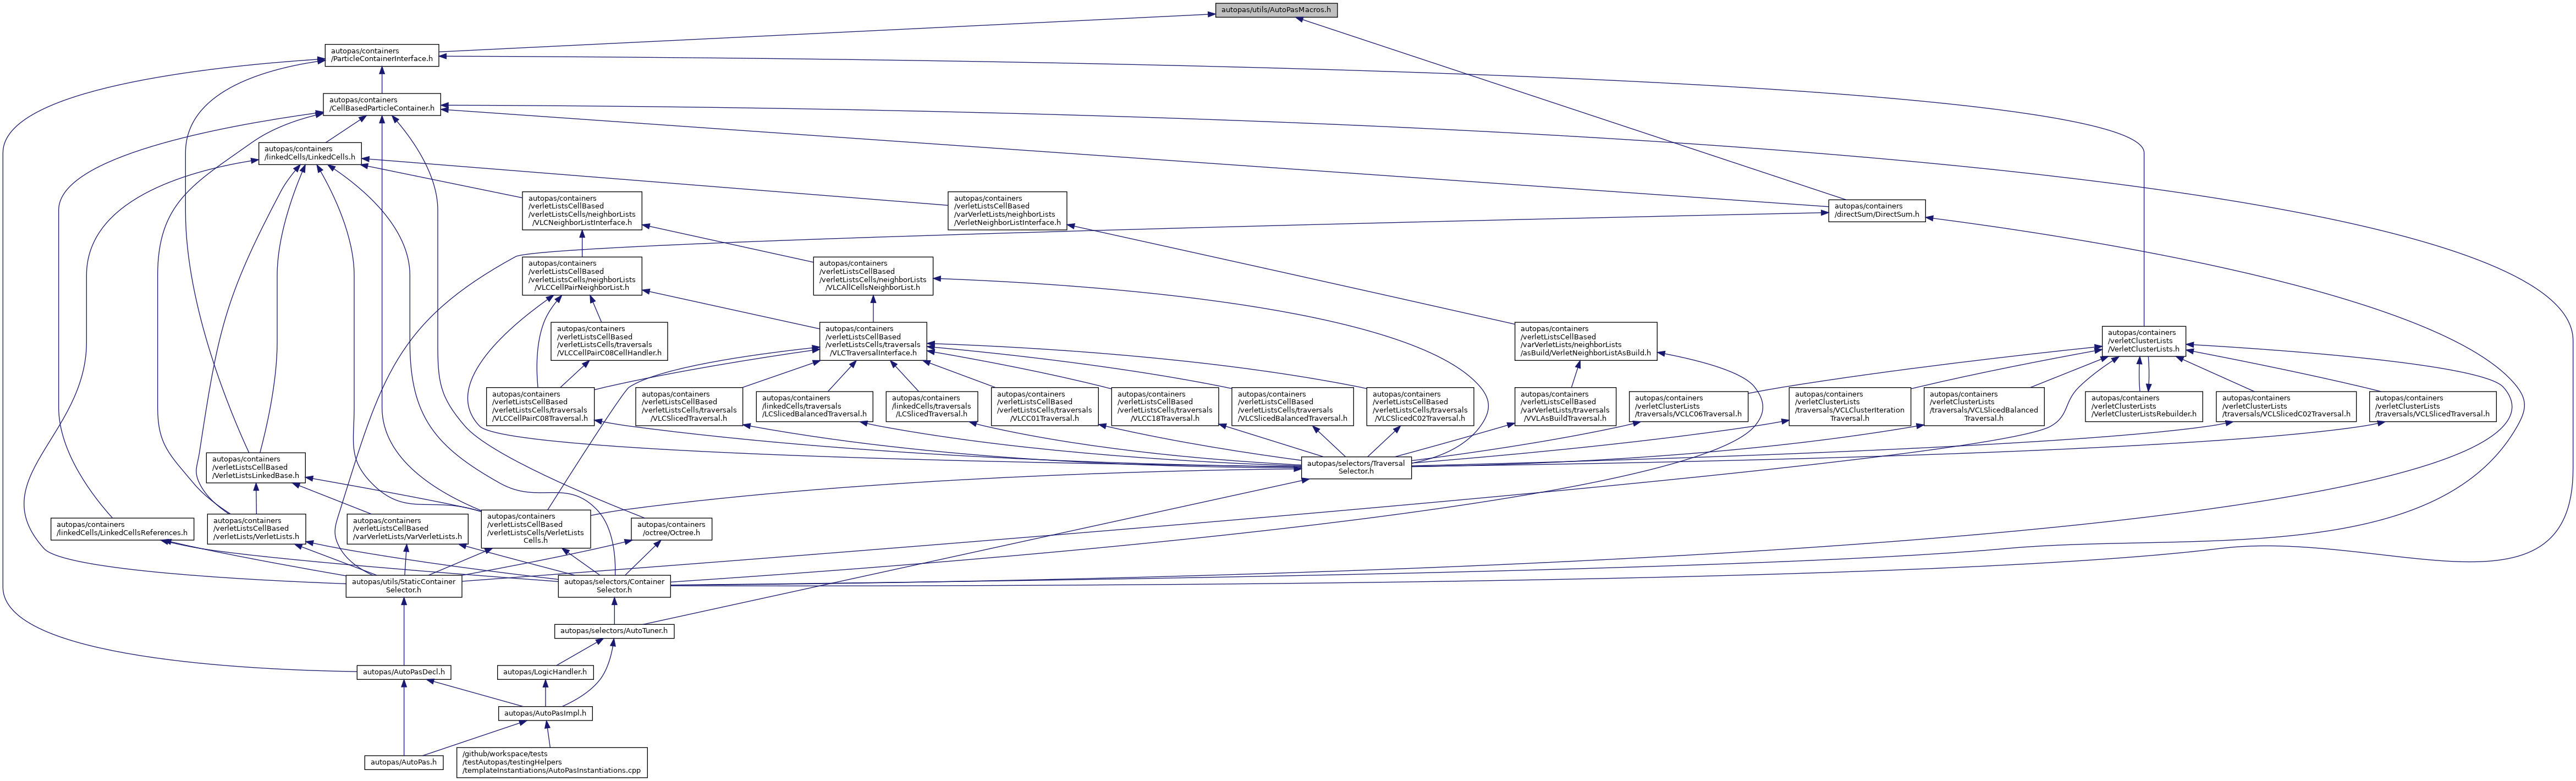 autopas/utils/AutoPasMacros.h
autopas/containers
/ParticleContainerInterface.h
autopas/containers
/CellBasedParticleContainer.h
autopas/containers
/linkedCells/LinkedCells.h
autopas/containers
/verletListsCellBased
/verletListsCells/neighborLists
/VLCNeighborListInterface.h
autopas/containers
/verletListsCellBased
/varVerletLists/neighborLists
/VerletNeighborListInterface.h
autopas/containers
/directSum/DirectSum.h
autopas/containers
/verletListsCellBased
/verletListsCells/neighborLists
/VLCCellPairNeighborList.h
autopas/containers
/verletListsCellBased
/verletListsCells/neighborLists
/VLCAllCellsNeighborList.h
autopas/containers
/verletListsCellBased
/verletListsCells/traversals
/VLCCellPairC08CellHandler.h
autopas/containers
/verletListsCellBased
/verletListsCells/traversals
/VLCTraversalInterface.h
autopas/containers
/verletListsCellBased
/varVerletLists/neighborLists
/asBuild/VerletNeighborListAsBuild.h
autopas/containers
/verletClusterLists
/VerletClusterLists.h
autopas/containers
/verletListsCellBased
/verletListsCells/traversals
/VLCCellPairC08Traversal.h
autopas/containers
/verletListsCellBased
/verletListsCells/traversals
/VLCSlicedTraversal.h
autopas/containers
/linkedCells/traversals
/LCSlicedBalancedTraversal.h
autopas/containers
/linkedCells/traversals
/LCSlicedTraversal.h
autopas/containers
/verletListsCellBased
/verletListsCells/traversals
/VLCC01Traversal.h
autopas/containers
/verletListsCellBased
/verletListsCells/traversals
/VLCC18Traversal.h
autopas/containers
/verletListsCellBased
/verletListsCells/traversals
/VLCSlicedBalancedTraversal.h
autopas/containers
/verletListsCellBased
/verletListsCells/traversals
/VLCSlicedC02Traversal.h
autopas/containers
/verletListsCellBased
/varVerletLists/traversals
/VVLAsBuildTraversal.h
autopas/containers
/verletClusterLists
/traversals/VCLC06Traversal.h
autopas/containers
/verletClusterLists
/traversals/VCLClusterIteration
Traversal.h
autopas/containers
/verletClusterLists
/traversals/VCLSlicedBalanced
Traversal.h
autopas/containers
/verletClusterLists
/VerletClusterListsRebuilder.h
autopas/containers
/verletClusterLists
/traversals/VCLSlicedC02Traversal.h
autopas/containers
/verletClusterLists
/traversals/VCLSlicedTraversal.h
autopas/containers
/verletListsCellBased
/VerletListsLinkedBase.h
autopas/selectors/Traversal
Selector.h
autopas/containers
/linkedCells/LinkedCellsReferences.h
autopas/containers
/verletListsCellBased
/verletLists/VerletLists.h
autopas/containers
/verletListsCellBased
/varVerletLists/VarVerletLists.h
autopas/containers
/verletListsCellBased
/verletListsCells/VerletLists
Cells.h
autopas/containers
/octree/Octree.h
autopas/utils/StaticContainer
Selector.h
autopas/selectors/Container
Selector.h
autopas/selectors/AutoTuner.h
autopas/AutoPasDecl.h
autopas/LogicHandler.h
autopas/AutoPasImpl.h
autopas/AutoPas.h
/github/workspace/tests
/testAutopas/testingHelpers
/templateInstantiations/AutoPasInstantiations.cpp